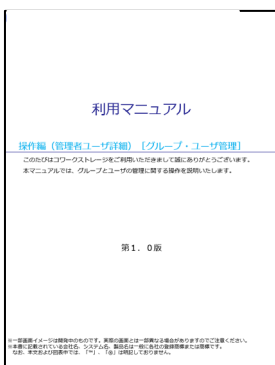 利用マニュアル
操作編（管理者ユーザ詳細）［グループ・ユーザ管理］
このたびはコワークストレージをご利用いただきまして誠にありがとうございます。
本マニュアルでは、グループとユーザの管理に関する操作を説明いたします。
第１．０版
※一部画面イメージは開発中のものです。実際の画面とは一部異なる場合がありますのでご注意ください。
※本書に記載されている会社名、システム名、製品名は一般に各社の登録商標または商標です。
なお、本文および図表中では、「™」、「®」は明記しておりません。